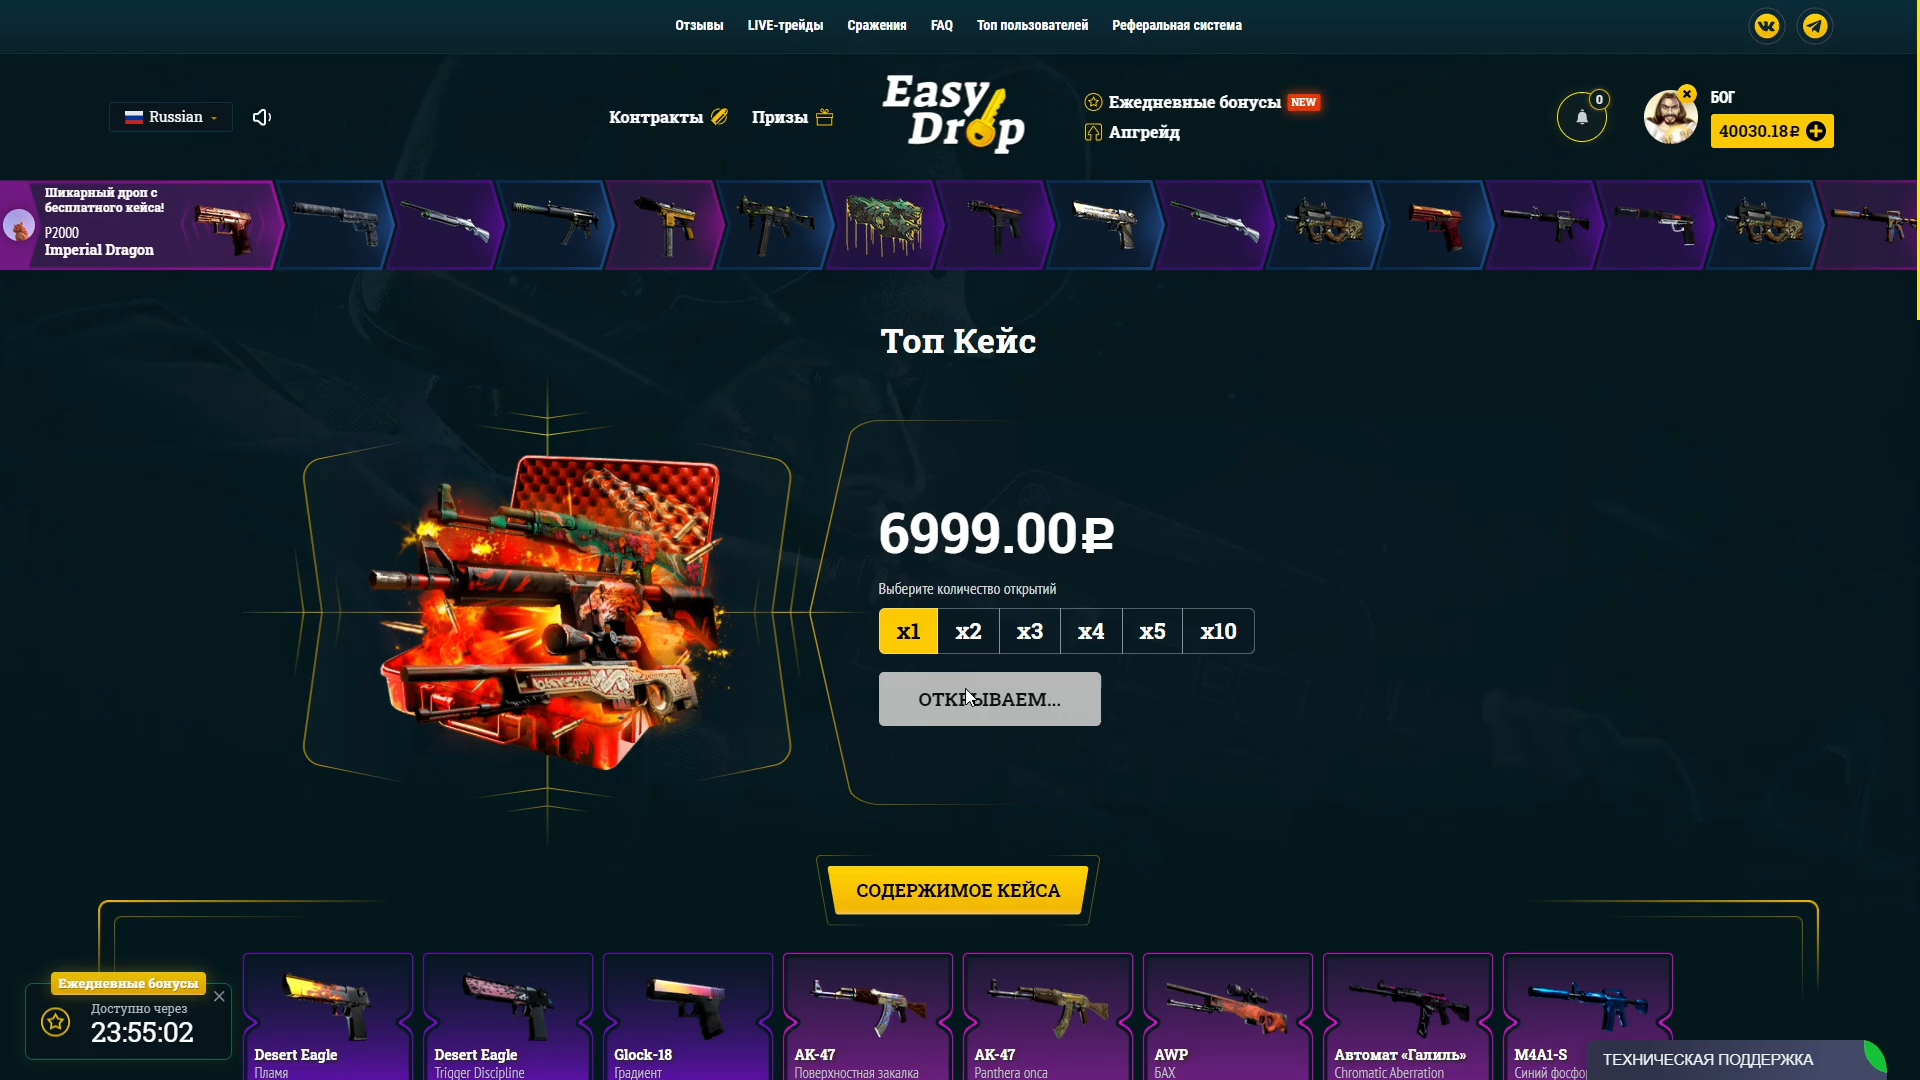 Отзывы LIVE-трейды Сражения FAQ Топ пользователей Реферальная система
Russian
Контракты Призы
Easy Drop
Ежедневные бонусы NEW
Апгрейд
0
БОГ
40030.18₽
Шикарный дроп с
бесплатного кейса!
P2000
Imperial Dragon
Топ Кейс
6999.00₽
Выберите количество открытий
x1 x2 x3 x4 x5 x10
ОТКРЫВАЕМ...
СОДЕРЖИМОЕ КЕЙСА
Ежедневные бонусы
Доступно через
23:55:02
Desert Eagle
Пламя
Desert Eagle
Trigger Discipline
Glock-18
Градиент
AK-47
Поверхностная закалка
AK-47
Panthera onca
AWP
БАХ
Автомат «Галиль»
Chromatic Aberration
M4A1-S
Синий фосфо
ТЕХНИЧЕСКАЯ ПОДДЕРЖКА